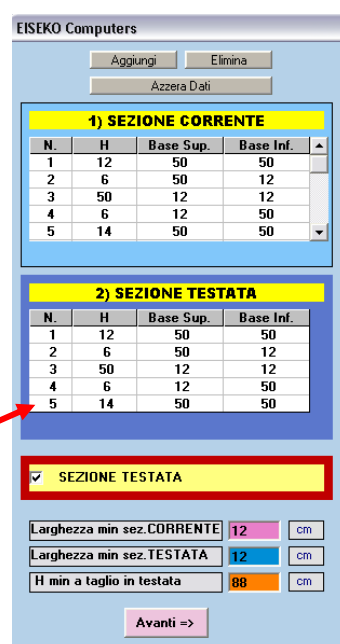 EISEKO Computers
Aggiungi Elimina
Azzera Dati
1) SEZIONE CORRENTE
N. H Base Sup. Base Inf.
1 12 50 50
2 6 50 12
3 50 12 12
4 6 12 50
5 14 50 50
2) SEZIONE TESTATA
N. H Base Sup. Base Inf.
1 12 50 50
2 6 50 12
3 50 12 12
4 6 12 50
5 14 50 50
SEZIONE TESTATA
Larghezza min sez.CORRENTE 12 cm
Larghezza min sez.TESTATA 12 cm
H min a taglio in testata 88 cm
Avanti =>